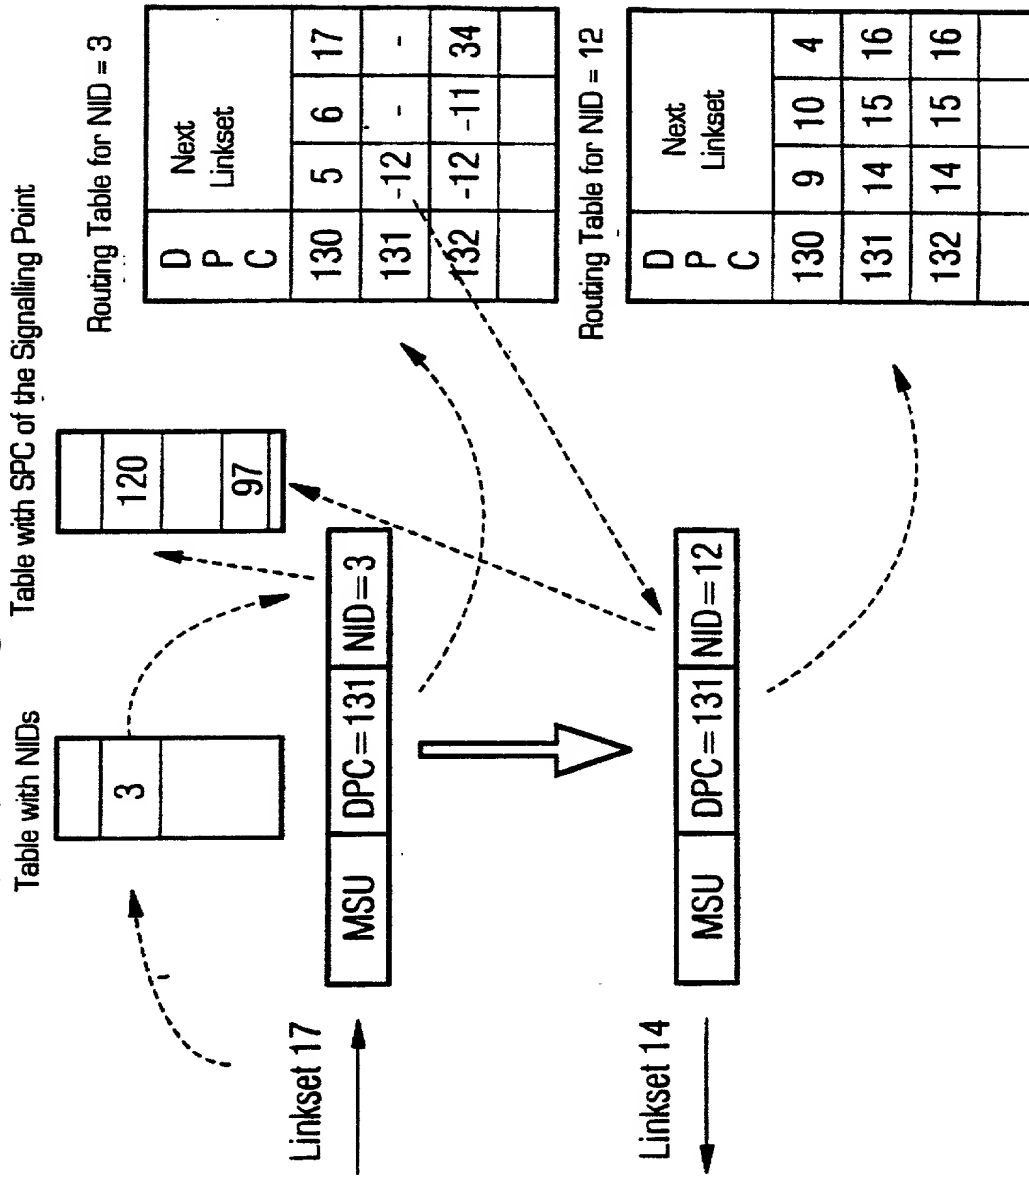 Table with NIDs
3
Table with SPC of the Signalling Point
120
97
Linkset 17
MSU DPC=131 NID=3
Linkset 14
MSU DPC=131 NID=12
Routing Table for NID = 3
D P C Next Linkset
130 5 6 17
131 -12 - -
132 -12 -11 34
Routing Table for NID = 12
D P C Next Linkset
130 9 10 4
131 14 15 16
132 14 15 16